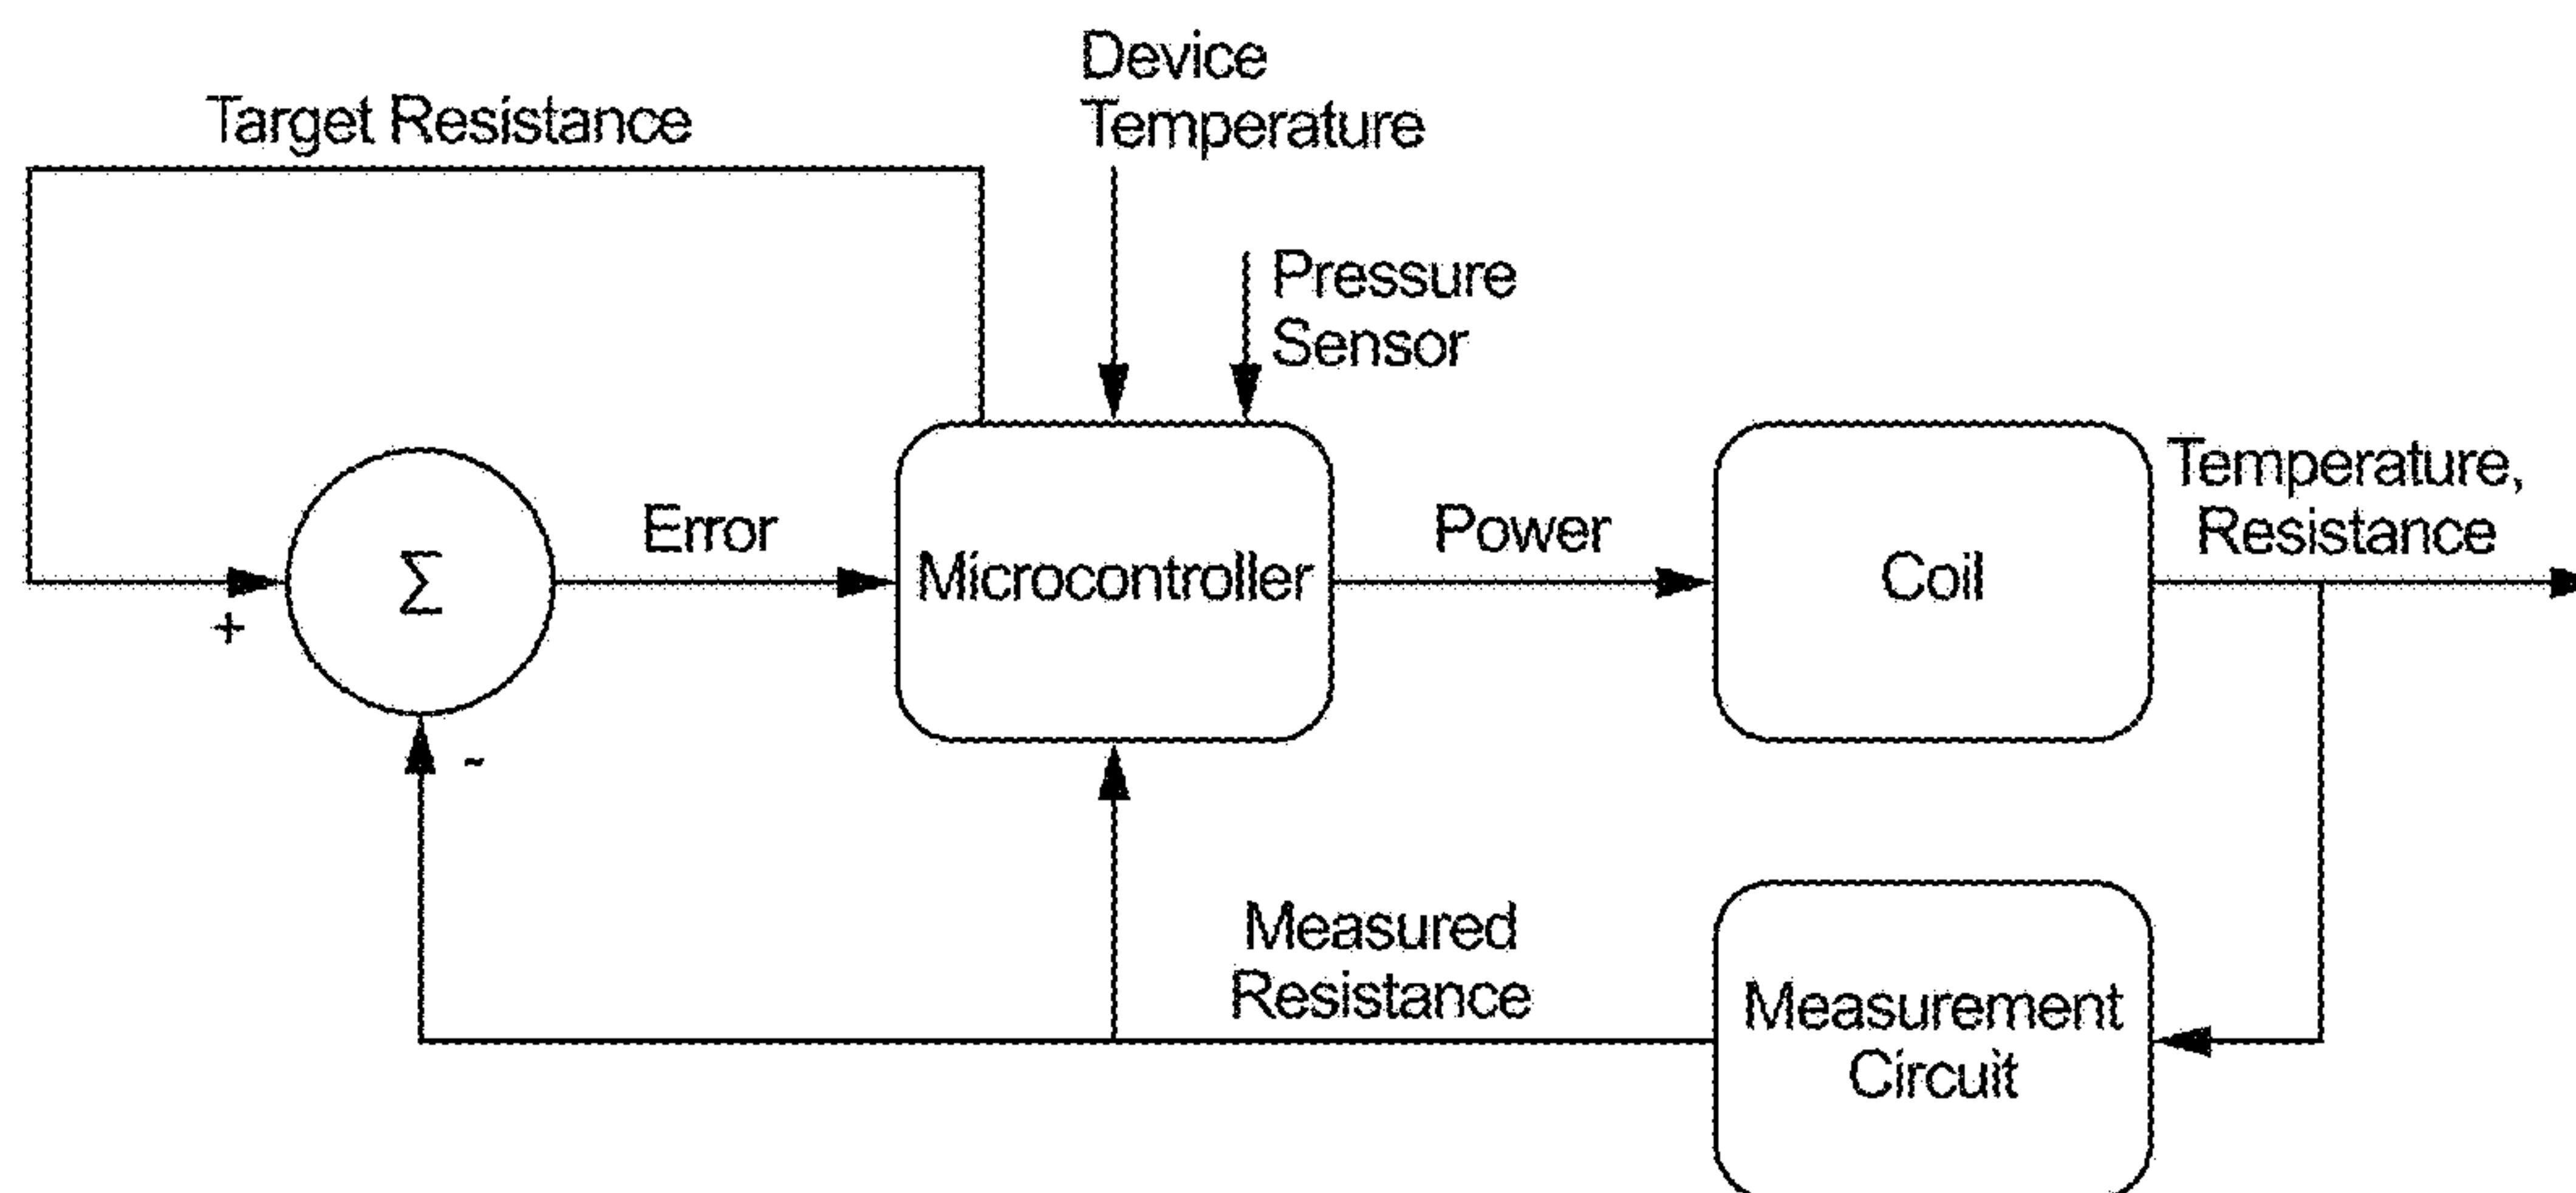 Device
Temperature
Target Resistance
Pressure
Sensor
Temperature,
Resistance
Error
Power
Σ
Microcontroller
Coil
+
-
Measured
Resistance
Measurement
Circuit